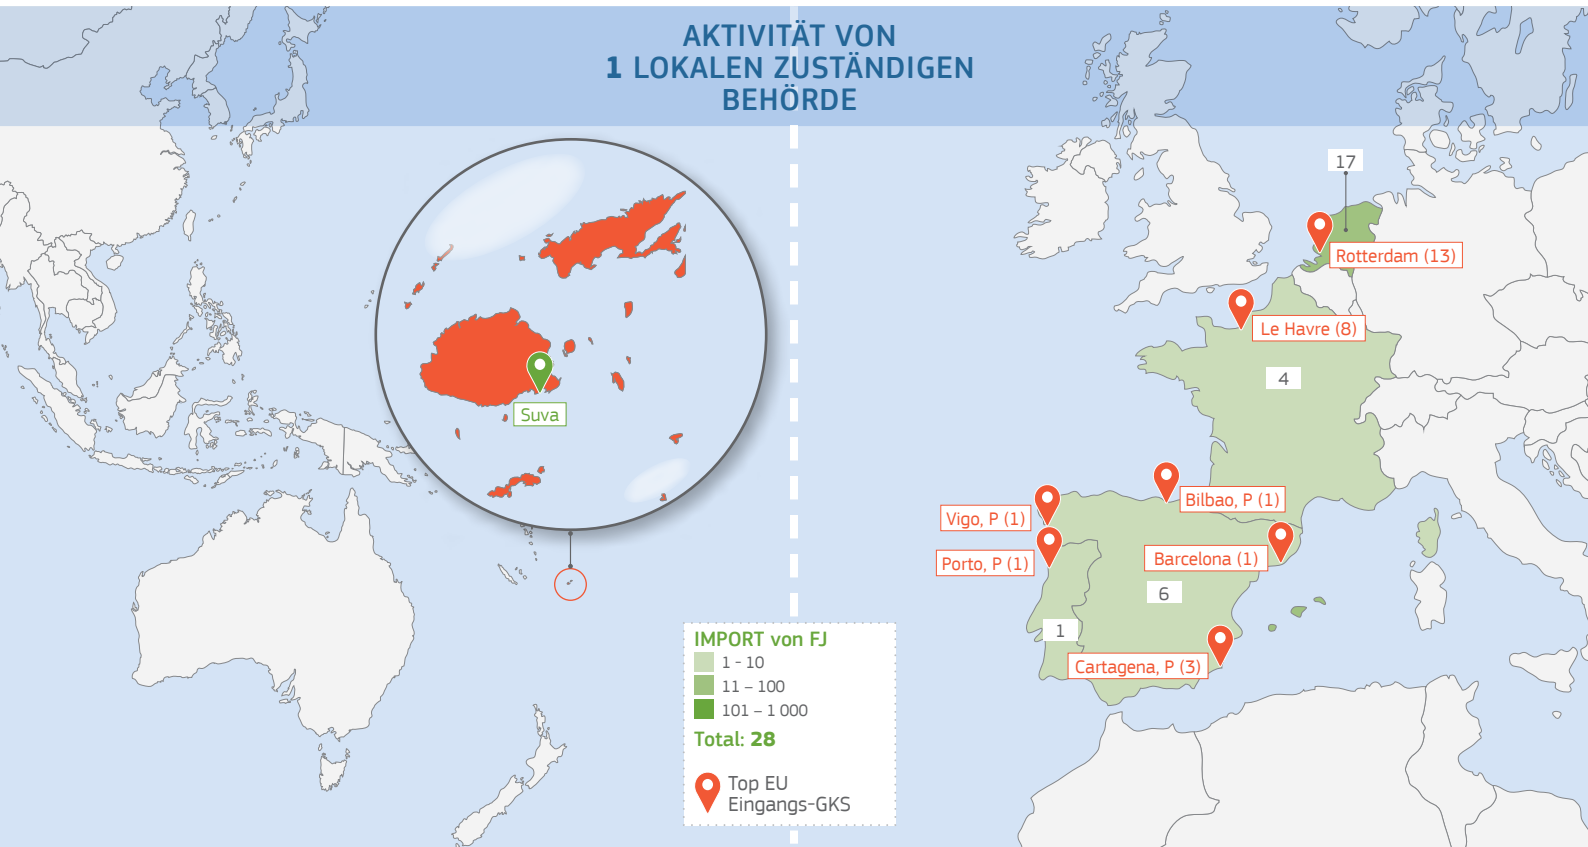 AKTIVITÄT VON
1 LOKALEN ZUSTÄNDIGEN
BEHÖRDE
17
Rotterdam (13)
Le Havre (8)
4
Suva
Bilbao, P (1)
Vigo, P (1)
Barcelona (1)
Porto, P (1)
6
1
Cartagena, P (3)
IMPORT von FJ
1 - 10
11 – 100
101 – 1 000
Total: 28
Top EU
Eingangs-GKS